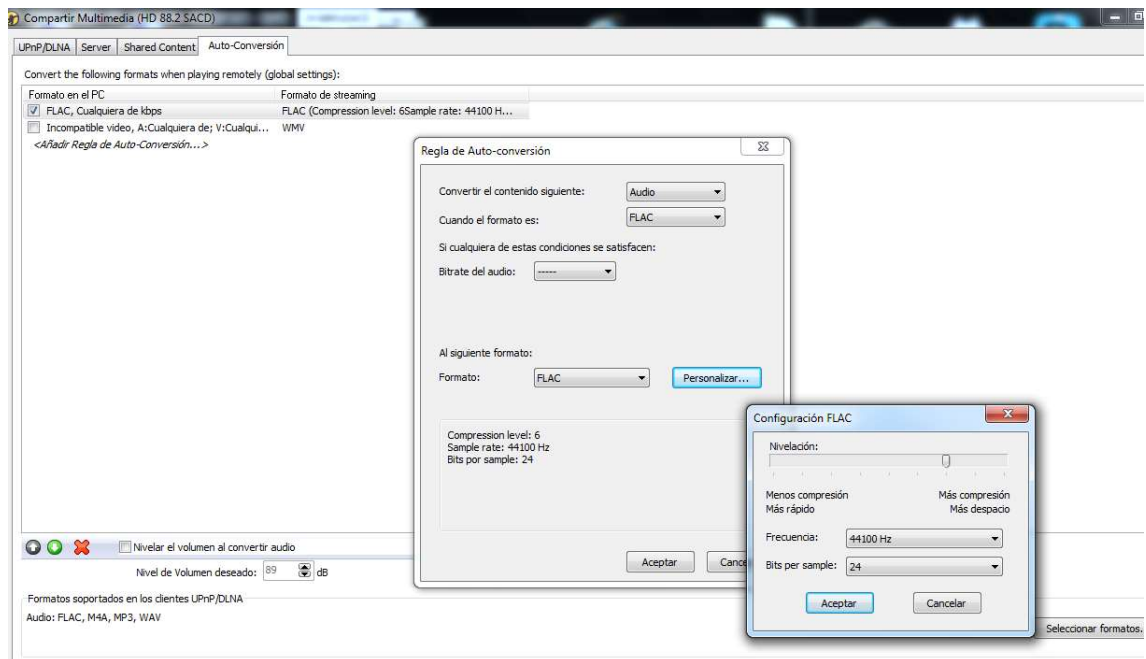 Compartir Multimedia (HD 88.2 SACD)
UPnP/DLNA Server Shared Content Auto-Conversión
Convert the following formats when playing remotely (global settings):
Formato en el PC Formato de streaming
FLAC, Cualquiera de kbps FLAC (Compression level: 6Sample rate: 44100 H...
Incompatible video, A:Cualquiera de; V:Cualqui... WMV
<Añadir Regla de Auto-Conversión...>
Regla de Auto-conversión
Convertir el contenido siguiente: Audio
Cuando el formato es: FLAC
Si cualquiera de estas condiciones se satisfacen:
Bitrate del audio: -----
Al siguiente formato:
Formato: FLAC Personalizar...
Compression level: 6
Sample rate: 44100 Hz
Bits por sample: 24
Aceptar Cance
Configuración FLAC
Nivelación:
Menos compresión Más compresión
Más rápido Más despacio
Frecuencia: 44100 Hz
Bits per sample: 24
Aceptar Cancelar
Nivelar el volumen al convertir audio
Nivel de Volumen deseado: 89 dB
Formatos soportados en los clientes UPnP/DLNA
Audio: FLAC, M4A, MP3, WAV
Seleccionar formatos.